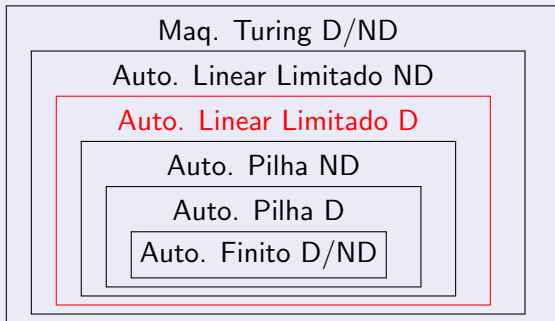 Maq. Turing D/ND
Auto. Linear Limitado ND
Auto. Linear Limitado D
Auto. Pilha ND
Auto. Pilha D
Auto. Finito D/ND